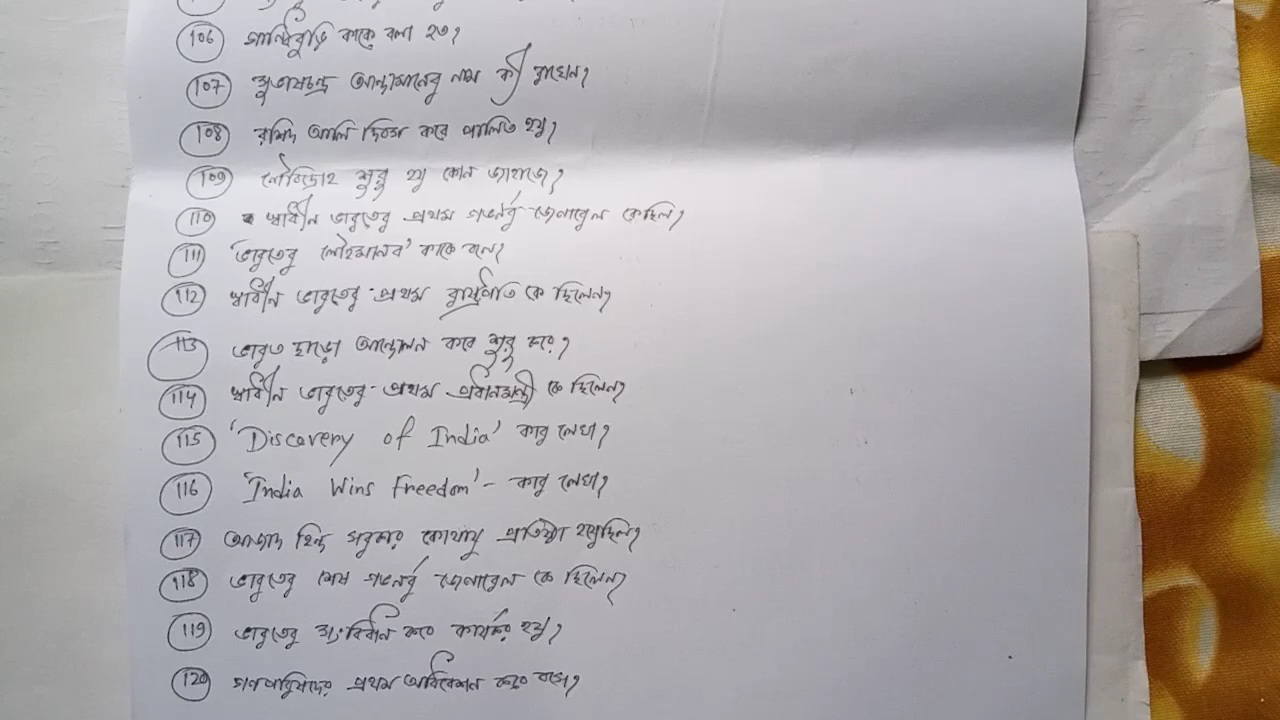 106 গান্ধিবুড়ি কাকে বলা হত?
107 সুভাষচন্দ্র আন্দামানের নাম কী রাখেন?
108 রশিদ আলি দিবস কবে পালিত হয়?
109 নৌবিদ্রোহ শুরু হয় কোন জাহাজে?
110 স্বাধীন ভারতের প্রথম গভর্নর জেনারেল কে ছিল?
111 'ভারতের লৌহমানব' কাকে বলে?
112 স্বাধীন ভারতের প্রথম রাষ্ট্রপতি কে ছিলেন?
113 ভারত ছাড়ো আন্দোলন কবে শুরু হয়?
114 স্বাধীন ভারতের প্রথম প্রধানমন্ত্রী কে ছিলেন?
115 'Discovery of India' কার লেখা?
116 'India Wins Freedom' - কার লেখা?
117 আজাদ হিন্দ সরকার কোথায় প্রতিষ্ঠা হয়েছিল?
118 ভারতের শেষ গভর্নর জেনারেল কে ছিলেন?
119 ভারতের সংবিধান কবে কার্যকর হয়?
120 গণপরিষদের প্রথম অধিবেশন কবে বসে?